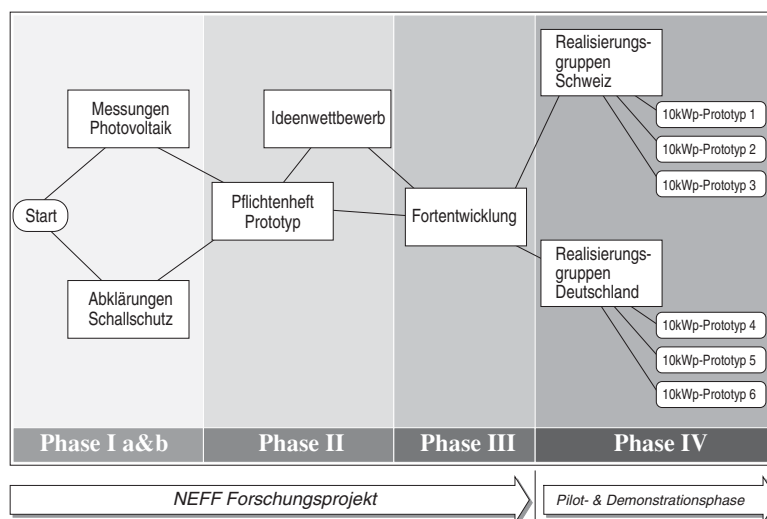 Start
Messungen
Photovoltaik
Abklärungen
Schallschutz
Pflichtenheft
Prototyp
Ideenwettbewerb
Fortentwicklung
Realisierungs-
gruppen
Schweiz
10kWp-Prototyp 1
10kWp-Prototyp 2
10kWp-Prototyp 3
Realisierungs-
gruppen
Deutschland
10kWp-Prototyp 4
10kWp-Prototyp 5
10kWp-Prototyp 6
Phase I a&b
Phase II
Phase III
Phase IV
NEFF Forschungsprojekt
Pilot- & Demonstrationsphase